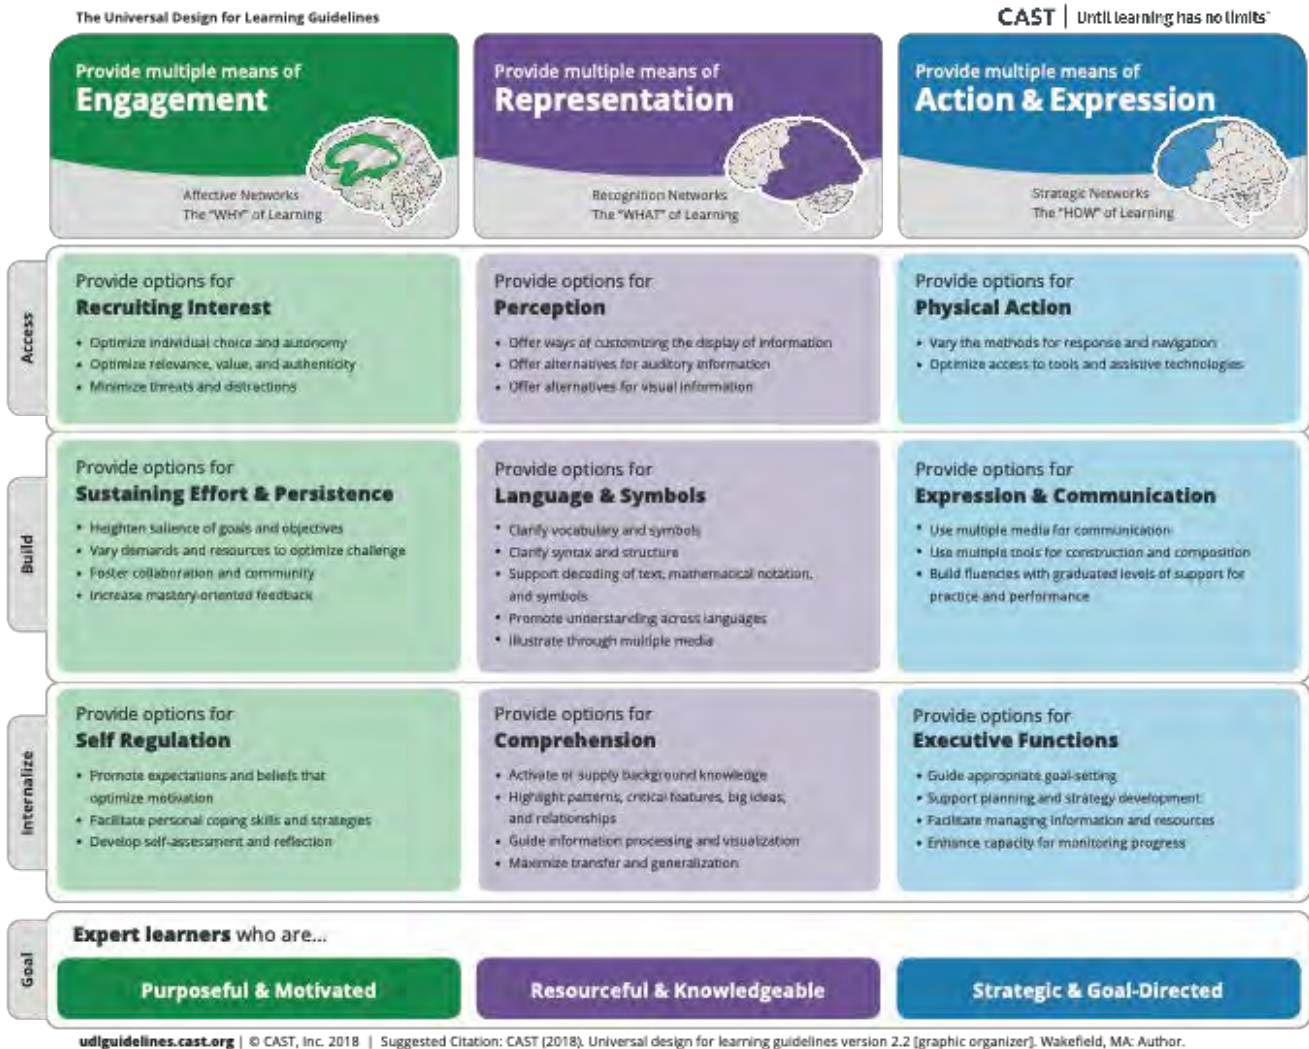 The Universal Design for Learning Guidelines
CAST | Until learning has no limits™
Provide multiple means of
Engagement
Affective Networks
The "WHY" of Learning
Provide multiple means of
Representation
Recognition Networks
The "WHAT" of Learning
Provide multiple means of
Action & Expression
Strategic Networks
The "HOW" of Learning
Access
Provide options for
Recruiting Interest
• Optimize individual choice and autonomy
• Optimize relevance, value, and authenticity
• Minimize threats and distractions
Provide options for
Perception
• Offer ways of customizing the display of information
• Offer alternatives for auditory information
• Offer alternatives for visual information
Provide options for
Physical Action
• Vary the methods for response and navigation
• Optimize access to tools and assistive technologies
Build
Provide options for
Sustaining Effort & Persistence
• Heighten salience of goals and objectives
• Vary demands and resources to optimize challenge
• Foster collaboration and community
• Increase mastery-oriented feedback
Provide options for
Language & Symbols
• Clarify vocabulary and symbols
• Clarify syntax and structure
• Support decoding of text, mathematical notation,
and symbols
• Promote understanding across languages
• Illustrate through multiple media
Provide options for
Expression & Communication
• Use multiple media for communication
• Use multiple tools for construction and composition
• Build fluencies with graduated levels of support for
practice and performance
Internalize
Provide options for
Self Regulation
• Promote expectations and beliefs that
optimize motivation
• Facilitate personal coping skills and strategies
• Develop self-assessment and reflection
Provide options for
Comprehension
• Activate or supply background knowledge
• Highlight patterns, critical features, big ideas,
and relationships
• Guide information processing and visualization
• Maximize transfer and generalization
Provide options for
Executive Functions
• Guide appropriate goal-setting
• Support planning and strategy development
• Facilitate managing information and resources
• Enhance capacity for monitoring progress
Goal
Expert learners who are...
Purposeful & Motivated
Resourceful & Knowledgeable
Strategic & Goal-Directed
udlguidelines.cast.org | © CAST, Inc. 2018 | Suggested Citation: CAST (2018). Universal design for learning guidelines version 2.2 [graphic organizer]. Wakefield, MA: Author.